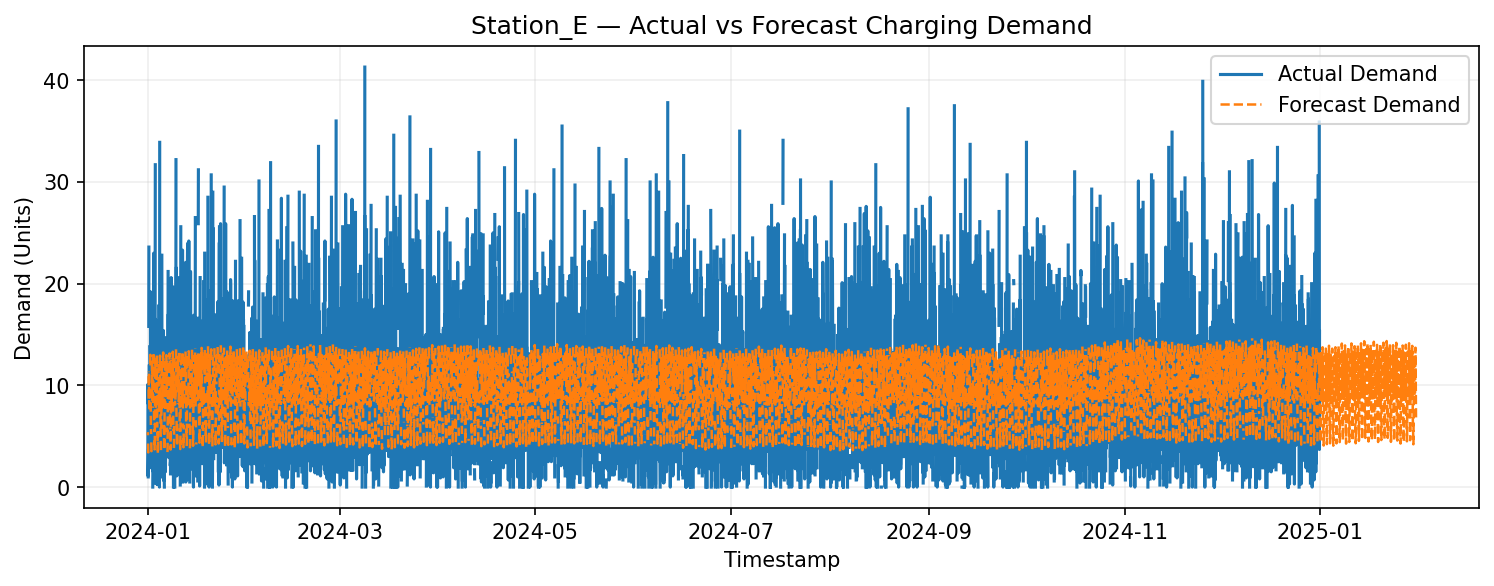 Station_E — Actual vs Forecast Charging Demand
Actual Demand
Forecast Demand
Demand (Units)
40
30
20
10
0
2024-01
2024-03
2024-05
2024-07
2024-09
2024-11
2025-01
Timestamp